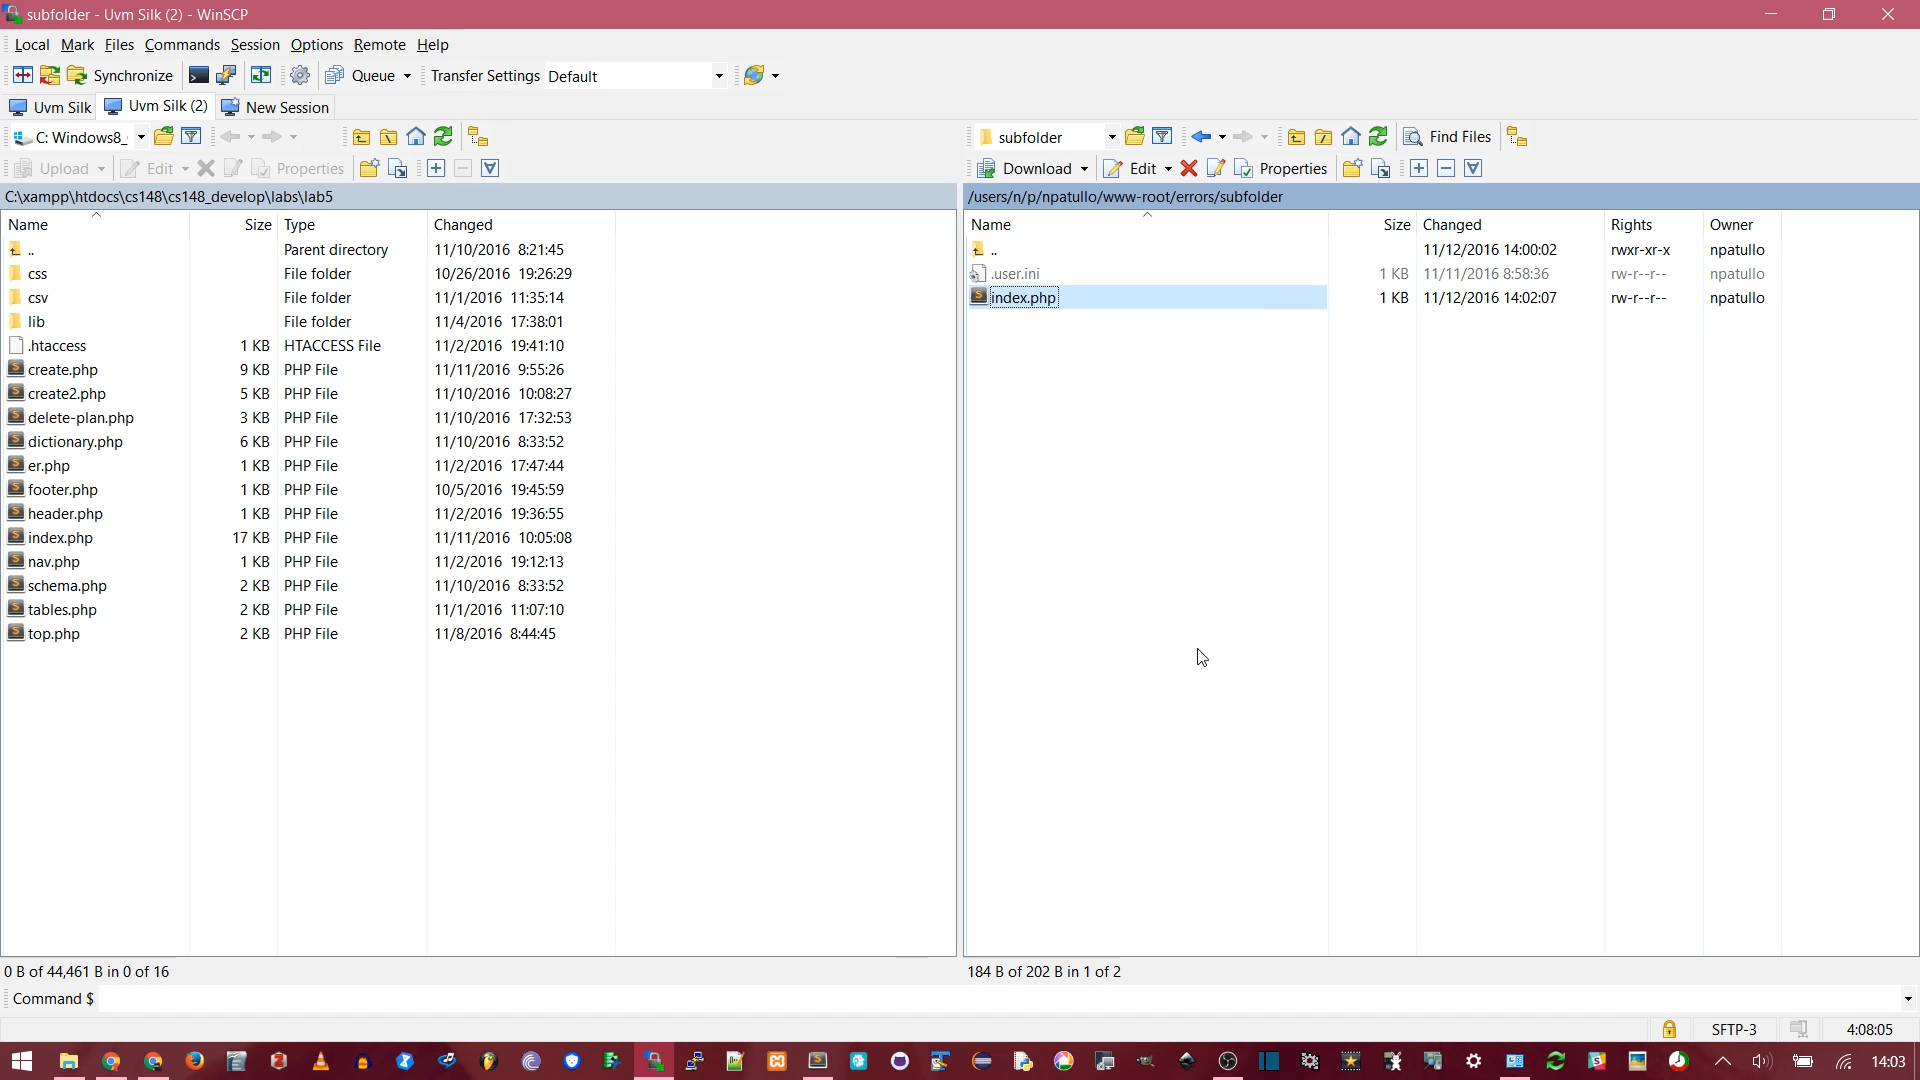 subfolder - Uvm Silk (2) - WinSCP
Local Mark Files Commands Session Options Remote Help
Synchronize Queue Transfer Settings Default
Uvm Silk Uvm Silk (2) New Session
C: Windows8_ subfolder Find Files
Upload Edit Properties Download Edit Properties
C:\xampp\htdocs\cs148\cs148_develop\labs\lab5 /users/n/p/npatullo/www-root/errors/subfolder
Name Size Type Changed Name Size Changed Rights Owner
.. Parent directory 11/10/2016 8:21:45 .. 11/12/2016 14:00:02 rwxr-xr-x npatullo
css File folder 10/26/2016 19:26:29 .user.ini 1 KB 11/11/2016 8:58:36 rw-r--r-- npatullo
csv File folder 11/1/2016 11:35:14 index.php 1 KB 11/12/2016 14:02:07 rw-r--r-- npatullo
lib File folder 11/4/2016 17:38:01
.htaccess 1 KB HTACCESS File 11/2/2016 19:41:10
create.php 9 KB PHP File 11/11/2016 9:55:26
create2.php 5 KB PHP File 11/10/2016 10:08:27
delete-plan.php 3 KB PHP File 11/10/2016 17:32:53
dictionary.php 6 KB PHP File 11/10/2016 8:33:52
er.php 1 KB PHP File 11/2/2016 17:47:44
footer.php 1 KB PHP File 10/5/2016 19:45:59
header.php 1 KB PHP File 11/2/2016 19:36:55
index.php 17 KB PHP File 11/11/2016 10:05:08
nav.php 1 KB PHP File 11/2/2016 19:12:13
schema.php 2 KB PHP File 11/10/2016 8:33:52
tables.php 2 KB PHP File 11/1/2016 11:07:10
top.php 2 KB PHP File 11/8/2016 8:44:45
0 B of 44,461 B in 0 of 16 184 B of 202 B in 1 of 2
Command $
SFTP-3 4:08:05
14:03